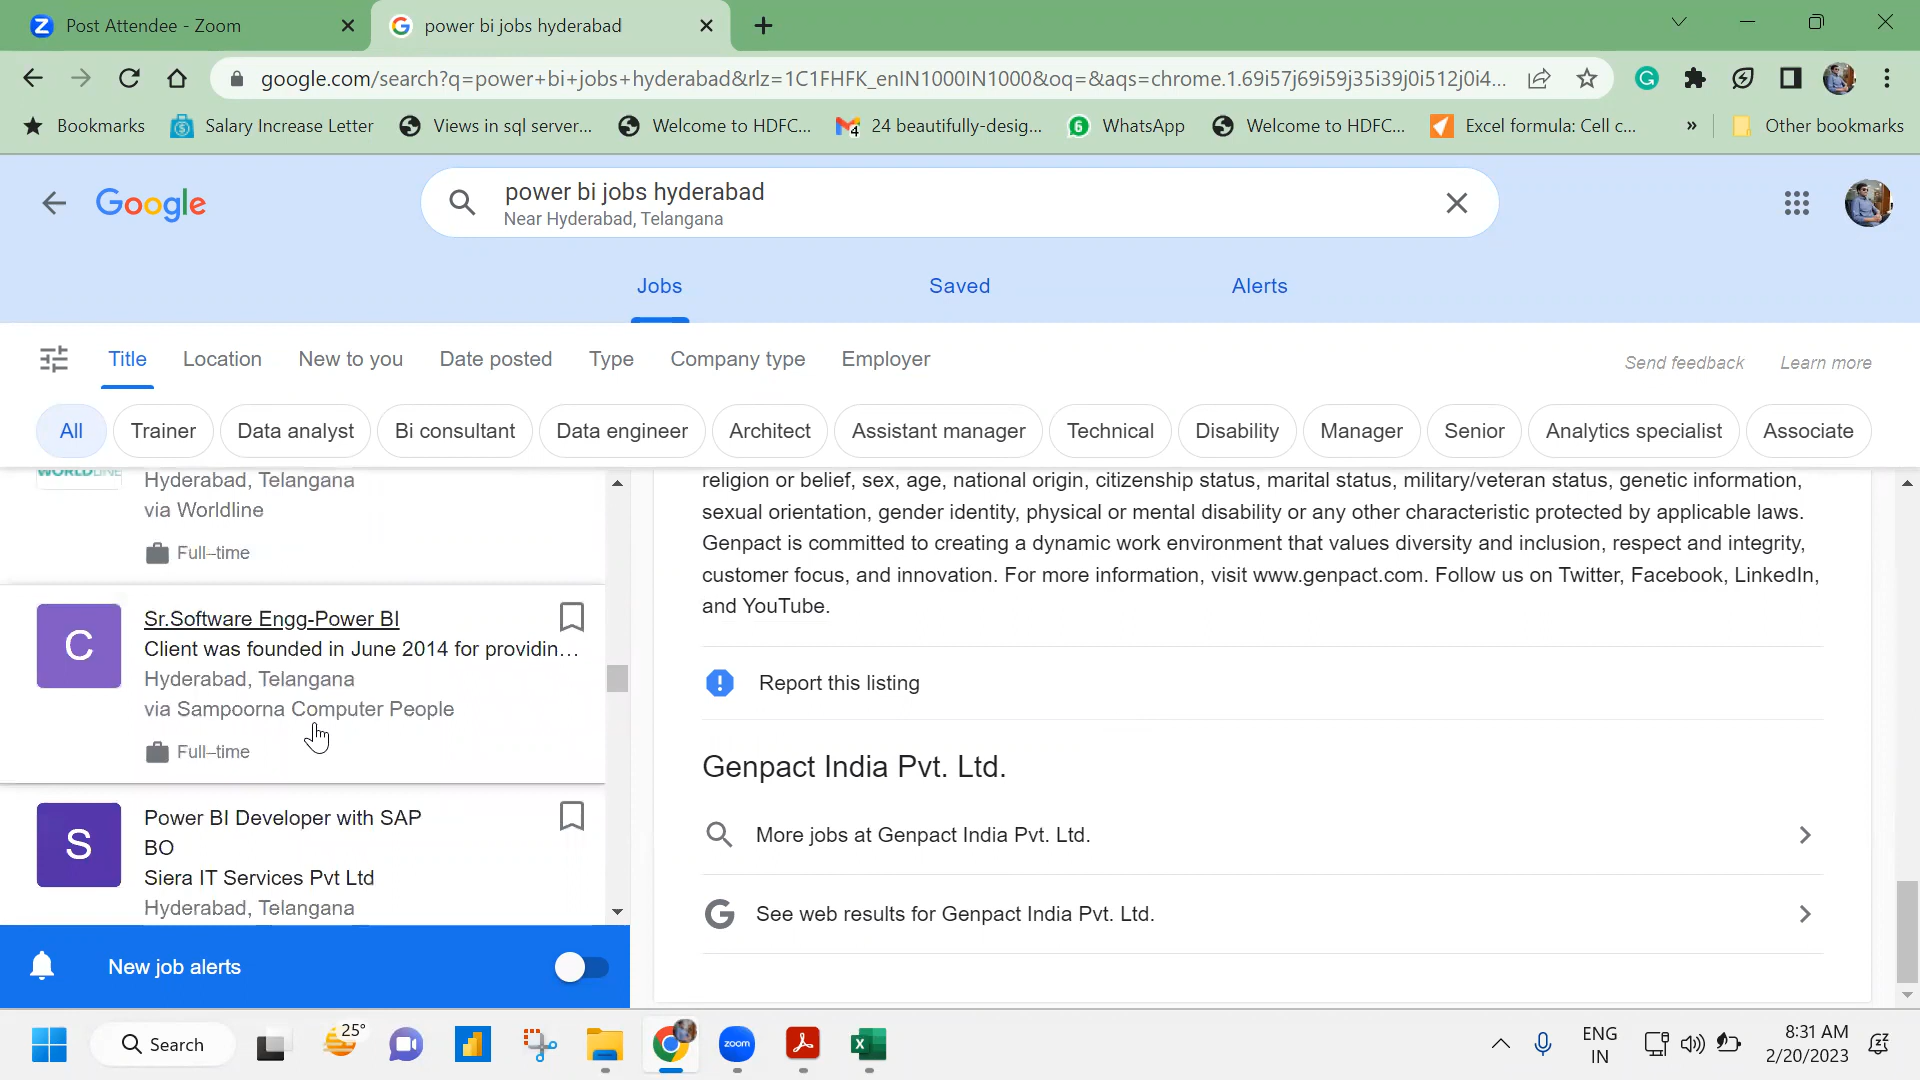 Post Attendee - Zoom
power bi jobs hyderabad
google.com/search?q=power+bi+jobs+hyderabad&rlz=1C1FHFK_enIN1000IN1000&oq=&aqs=chrome.1.69i57j69i59j35i39j0i512j0i4...
Bookmarks
Salary Increase Letter
Views in sql server...
Welcome to HDFC...
24 beautifully-desig...
WhatsApp
Welcome to HDFC...
Excel formula: Cell c...
»
Other bookmarks
Google
power bi jobs hyderabad
Near Hyderabad, Telangana
Jobs
Saved
Alerts
Title
Location
New to you
Date posted
Type
Company type
Employer
Send feedback
Learn more
All
Trainer
Data analyst
Bi consultant
Data engineer
Architect
Assistant manager
Technical
Disability
Manager
Senior
Analytics specialist
Associate
WORLDLINE
Hyderabad, Telangana
via Worldline
Full–time
C
Sr.Software Engg-Power BI
Client was founded in June 2014 for providin...
Hyderabad, Telangana
via Sampoorna Computer People
Full–time
S
Power BI Developer with SAP
BO
Siera IT Services Pvt Ltd
Hyderabad, Telangana
New job alerts
religion or belief, sex, age, national origin, citizenship status, marital status, military/veteran status, genetic information,
sexual orientation, gender identity, physical or mental disability or any other characteristic protected by applicable laws.
Genpact is committed to creating a dynamic work environment that values diversity and inclusion, respect and integrity,
customer focus, and innovation. For more information, visit www.genpact.com. Follow us on Twitter, Facebook, LinkedIn,
and YouTube.
Report this listing
Genpact India Pvt. Ltd.
More jobs at Genpact India Pvt. Ltd.
See web results for Genpact India Pvt. Ltd.
Search
25°
zoom
ENG
IN
8:31 AM
2/20/2023